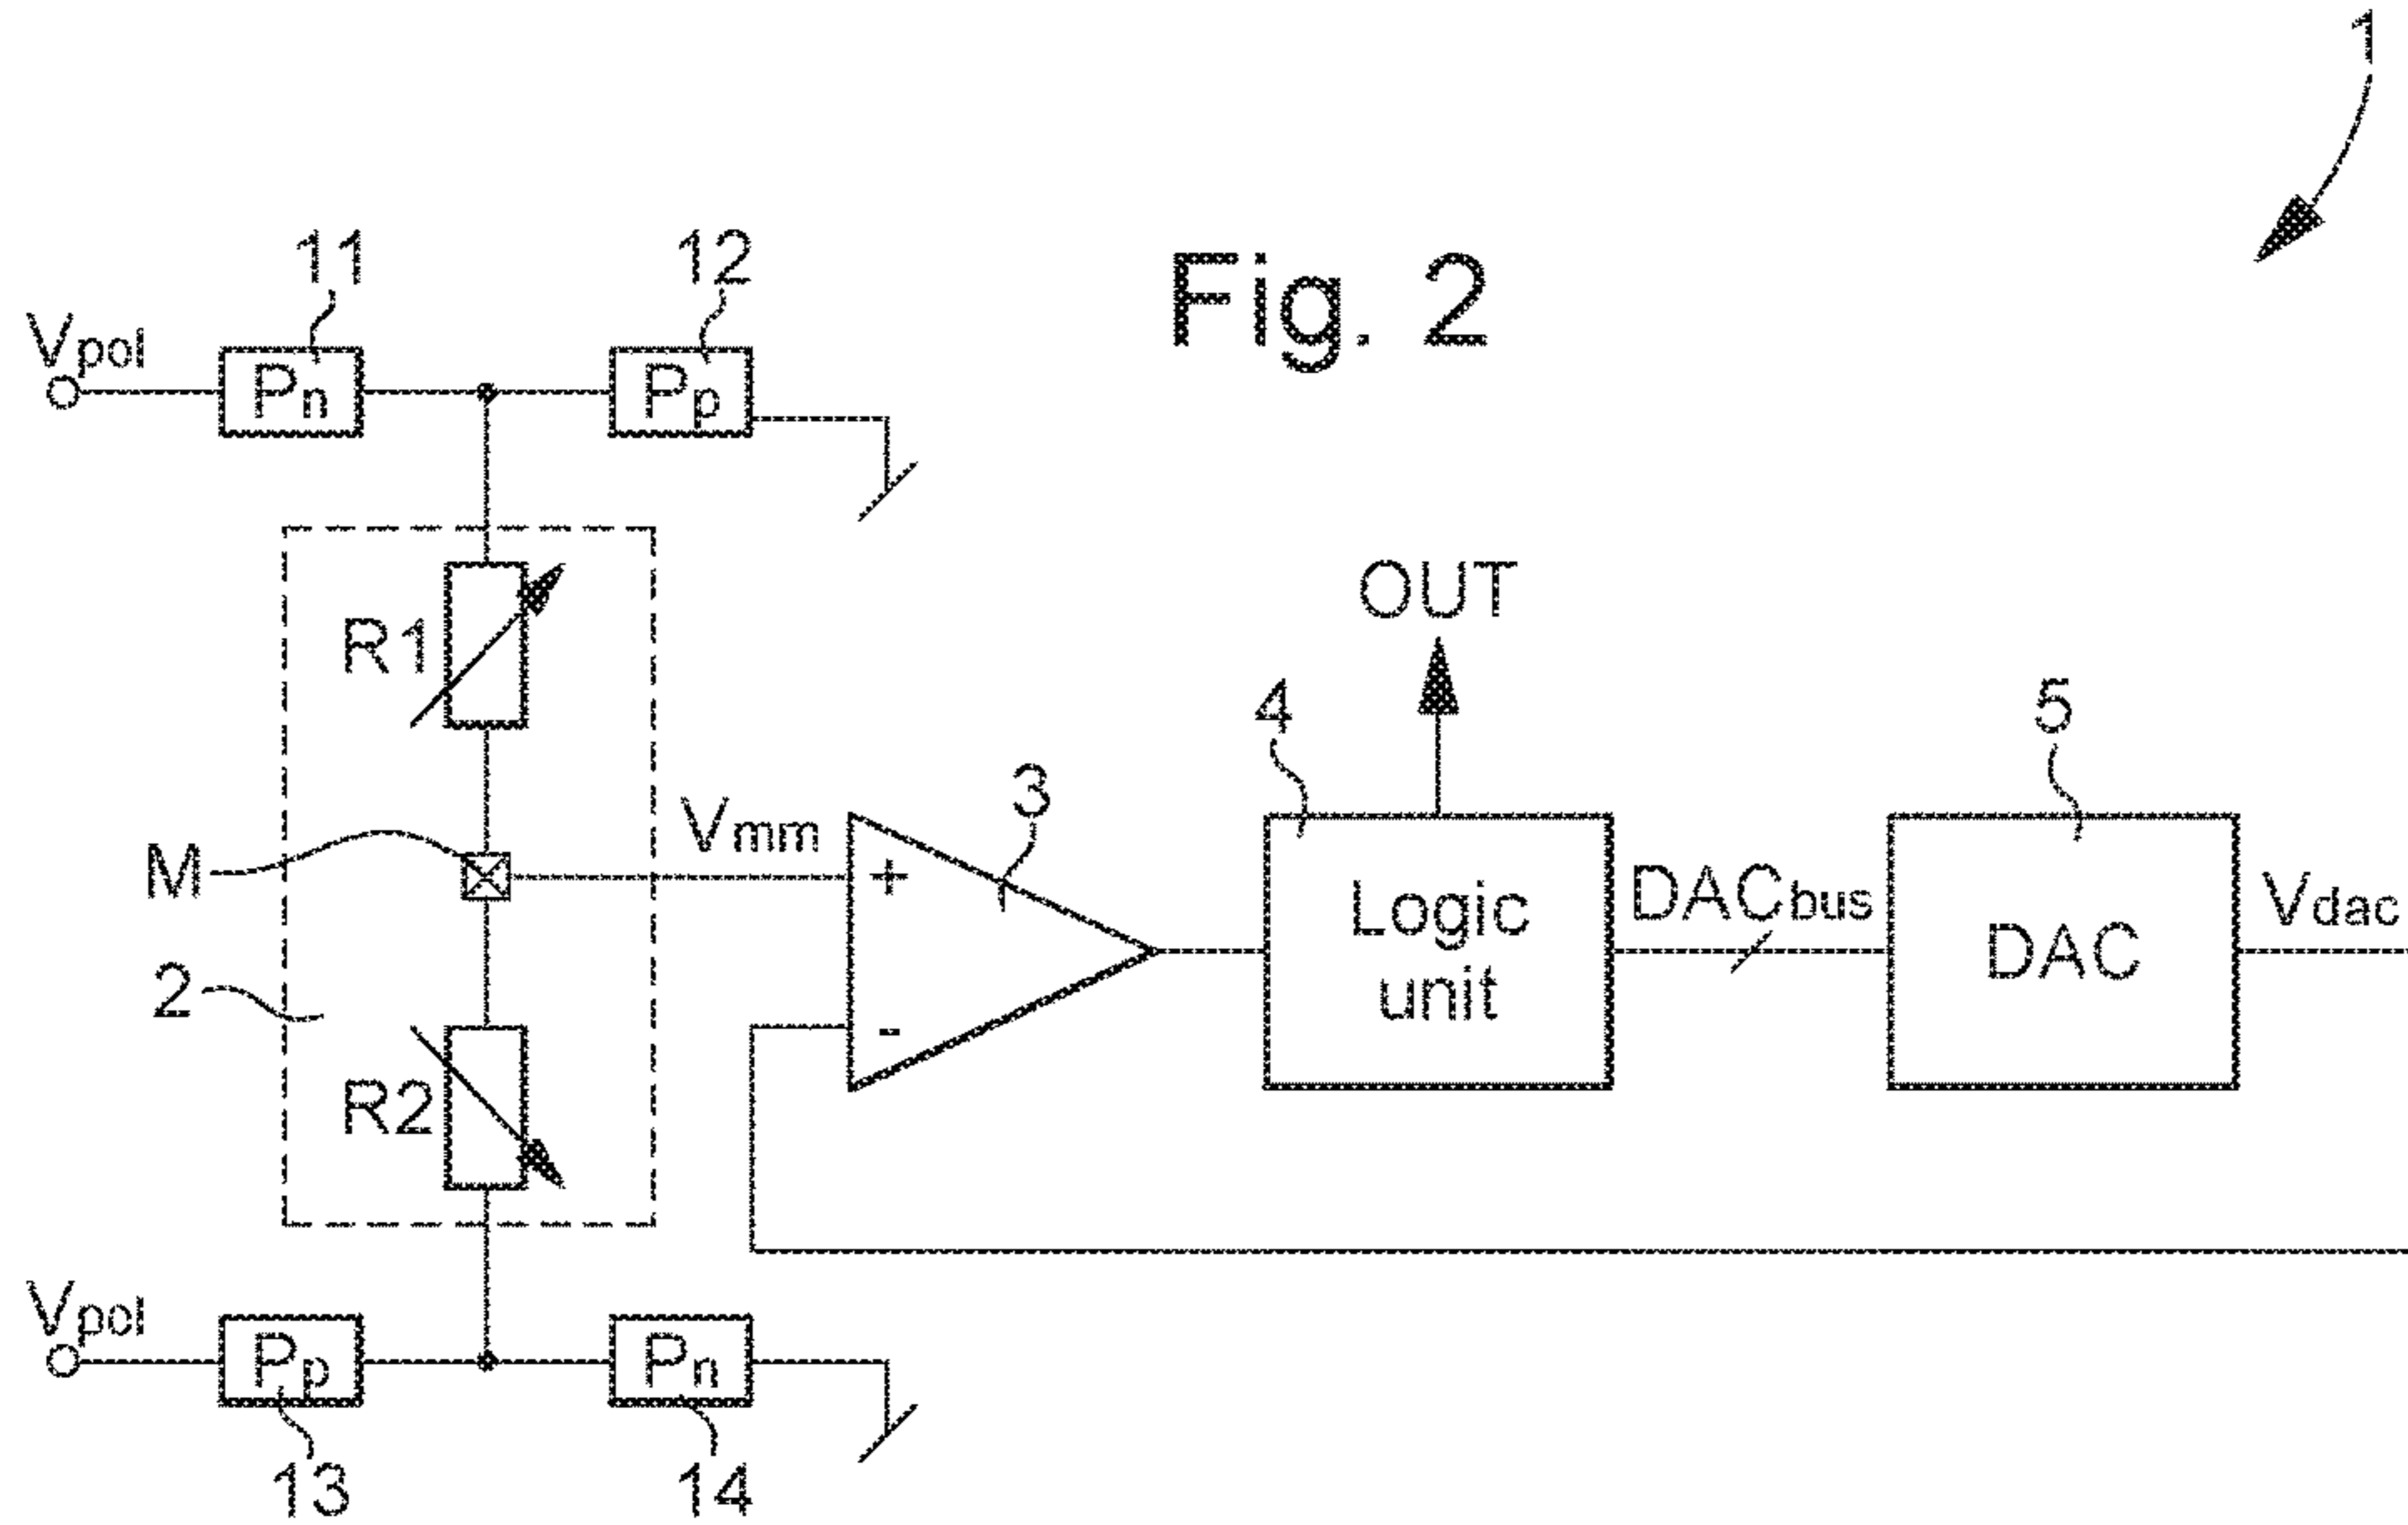 1
11
12
Fig. 2
Vpol
Pn
Pp
R1
OUT
4
5
3
Vmm
M
+
Logic
unit
DACbus
DAC
Vdac
2
-
R2
Vpol
Pp
Pn
13
14